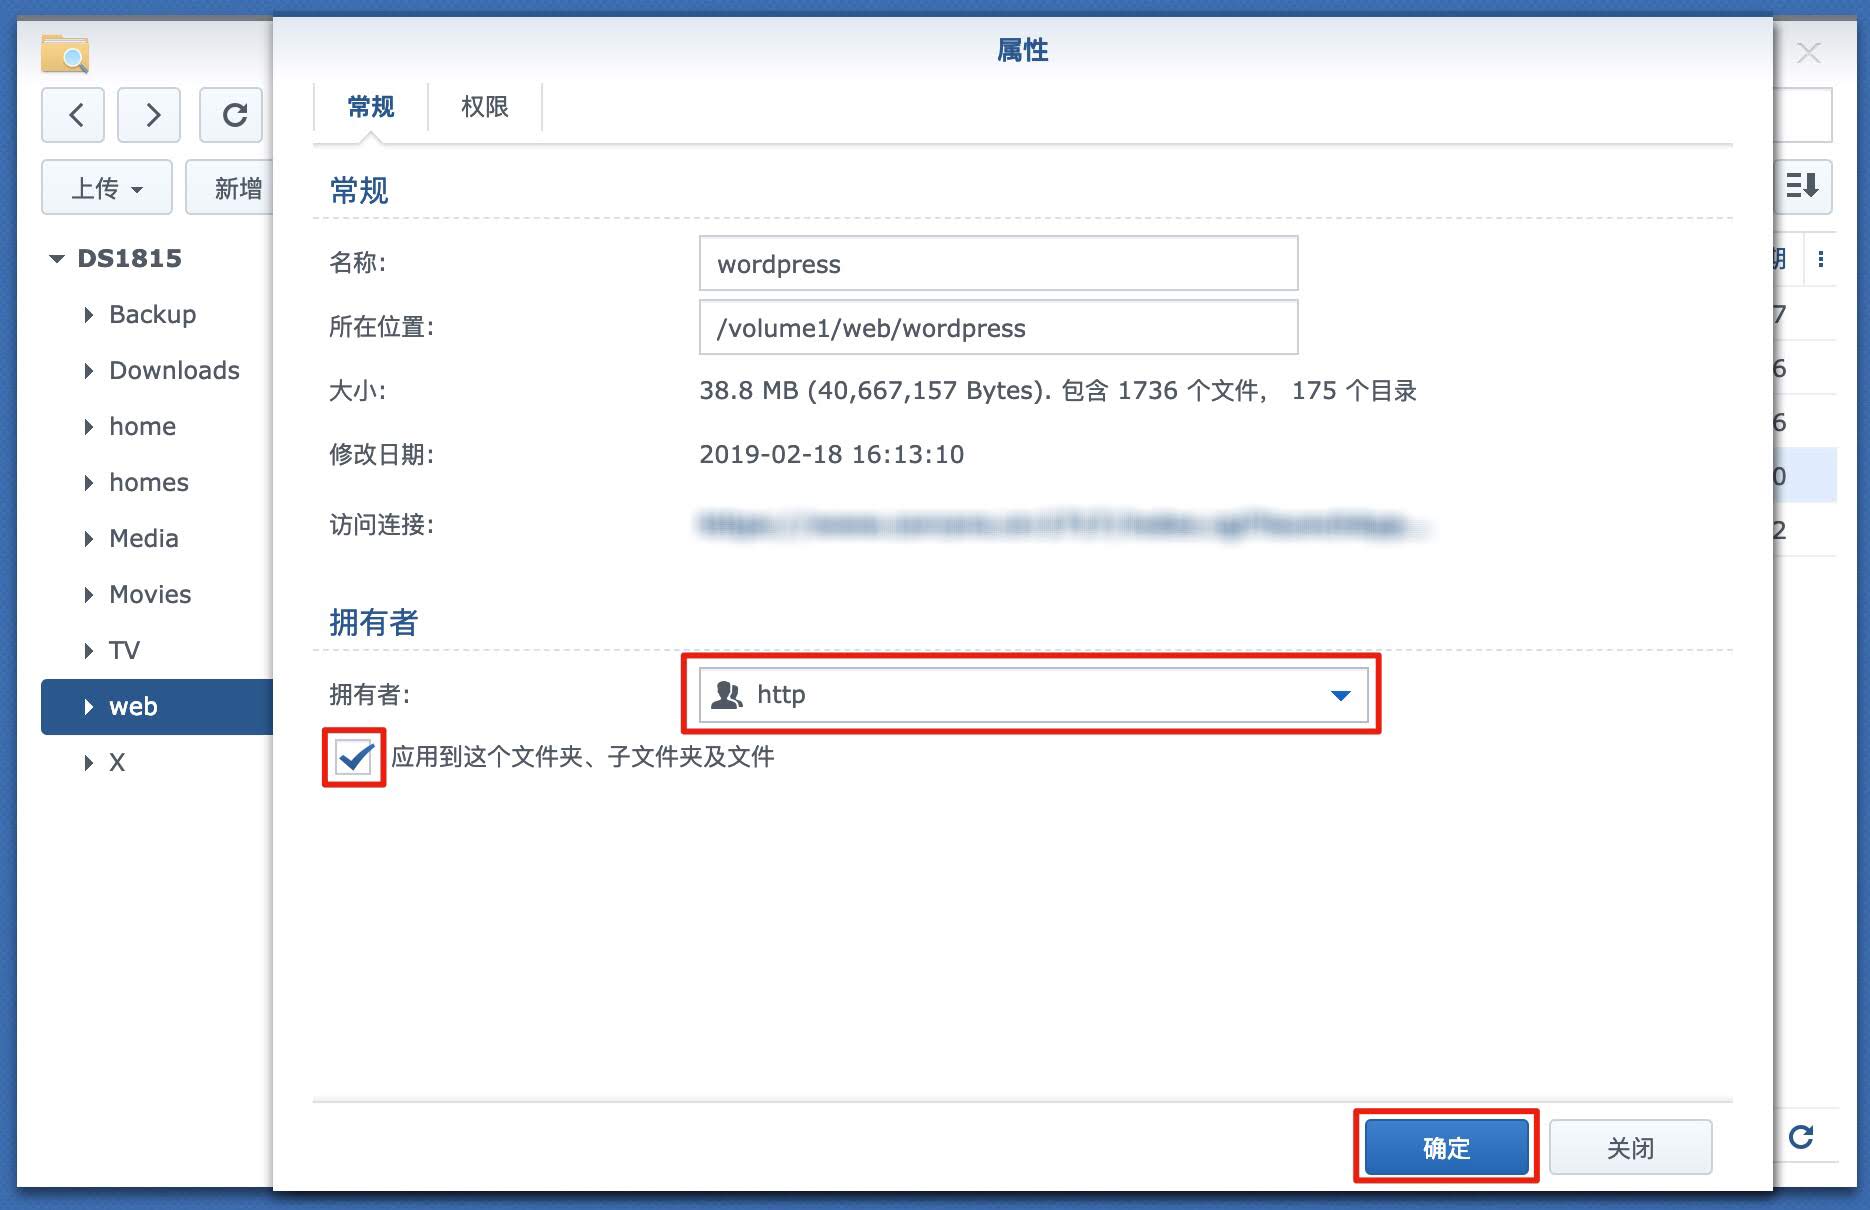 属性
常规
权限
上传
新增
DS1815
Backup
Downloads
home
homes
Media
Movies
TV
web
X
常规
名称:
wordpress
所在位置:
/volume1/web/wordpress
大小:
38.8 MB (40,667,157 Bytes). 包含 1736 个文件, 175 个目录
修改日期:
2019-02-18 16:13:10
访问连接:
拥有者
拥有者:
http
应用到这个文件夹、子文件夹及文件
确定
关闭
期
7
6
6
0
2